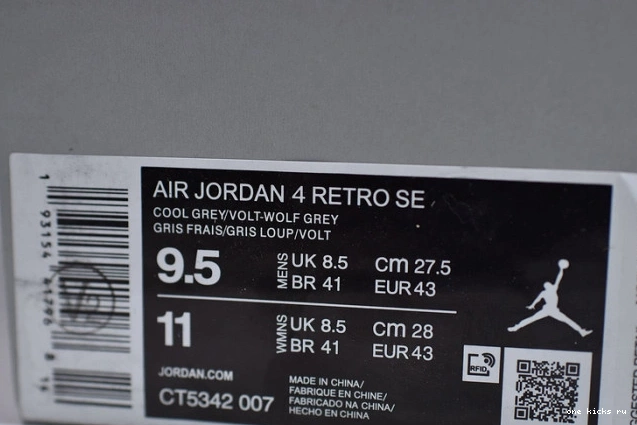 AIR JORDAN 4 RETRO SE
COOL GREY/VOLT-WOLF GREY
GRIS FRAIS/GRIS LOUP/VOLT
9.5 MENS UK 8.5 cm 27.5
BR 41 EUR 43
11 WMNS UK 8.5 cm 28
BR 41 EUR 43
JORDAN.COM
CT5342 007
MADE IN CHINA/
FABRIQUE EN CHINE/
FABRICADO NA CHINA/
HECHO EN CHINA
RFID
one kicks ru